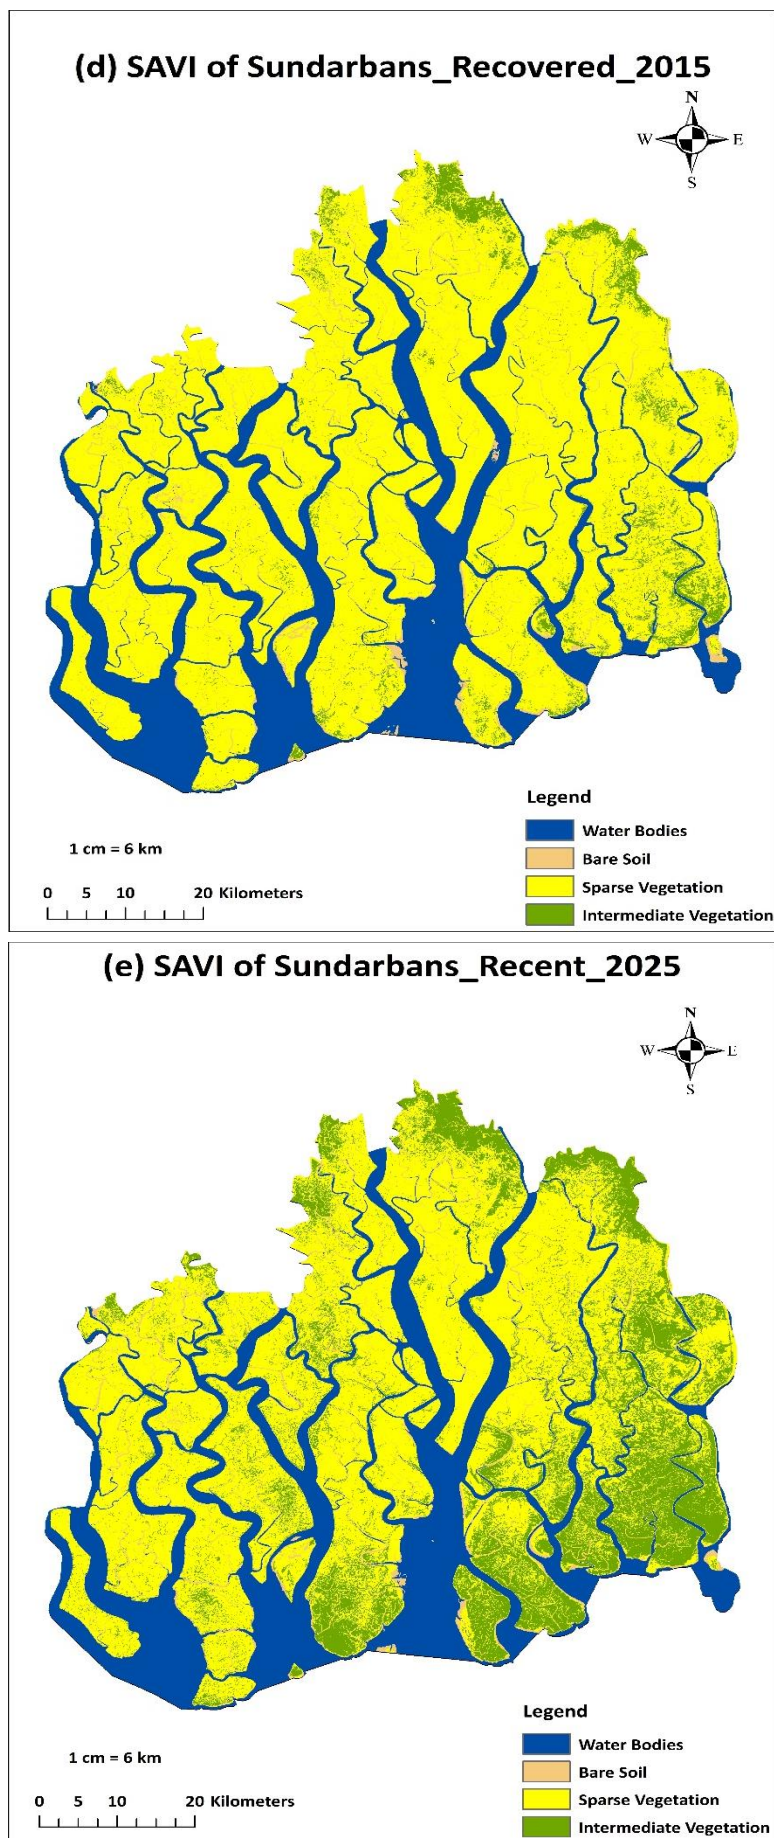 (d) SAVI of Sundarbans_Recovered_2015
N
W E
S
Legend
Water Bodies
1 cm = 6 km
Bare Soil
Sparse Vegetation
0 5 10 20 Kilometers
Intermediate Vegetation
(e) SAVI of Sundarbans_Recent_2025
N
W E
S
Legend
Water Bodies
1 cm = 6 km
Bare Soil
Sparse Vegetation
0 5 10 20 Kilometers
Intermediate Vegetation